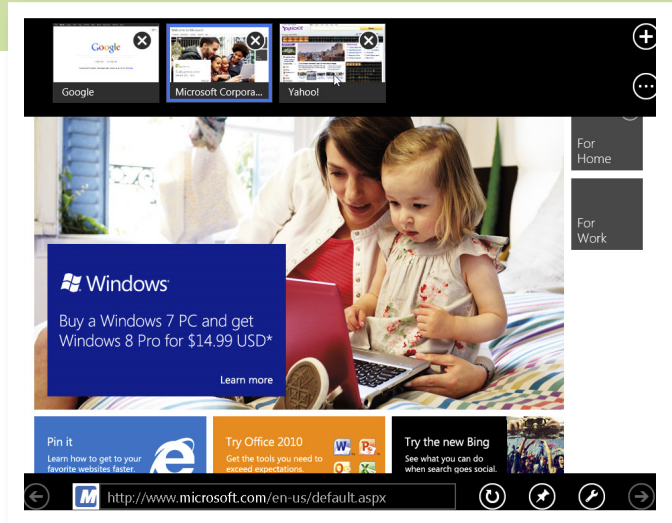 Google
Google
Microsoft Corpora...
Yahoo!
For
Home
For
Work
Windows
Buy a Windows 7 PC and get
Windows 8 Pro for $14.99 USD*
Learn more
Pin it
Learn how to get to your
favorite websites faster.
Try Office 2010
Get the tools you need to
exceed expectations.
Try the new Bing
See what you can do
when search goes social.
http://www.microsoft.com/en-us/default.aspx